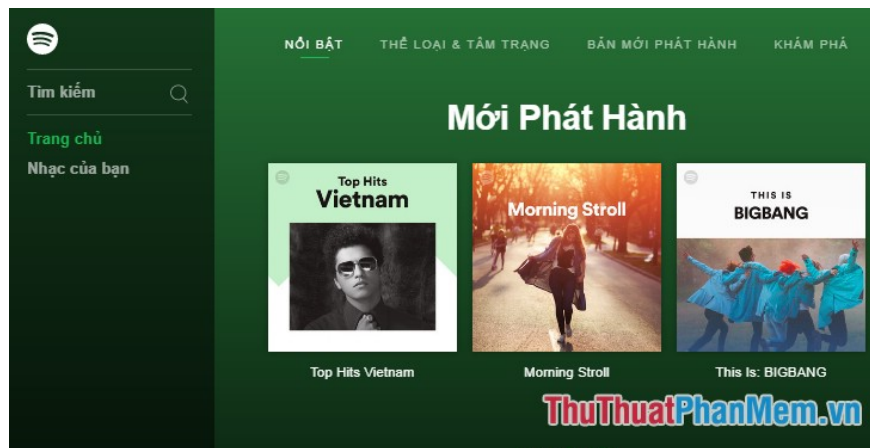 NỔI BẬT
THỂ LOẠI & TÂM TRẠNG
BẢN MỚI PHÁT HÀNH
KHÁM PHÁ
Tìm kiếm
Trang chủ
Nhạc của bạn
Mới Phát Hành
Top Hits
Vietnam
Morning Stroll
THIS IS
BIGBANG
Top Hits Vietnam
Morning Stroll
This Is: BIGBANG
ThuThuatPhanMem.vn